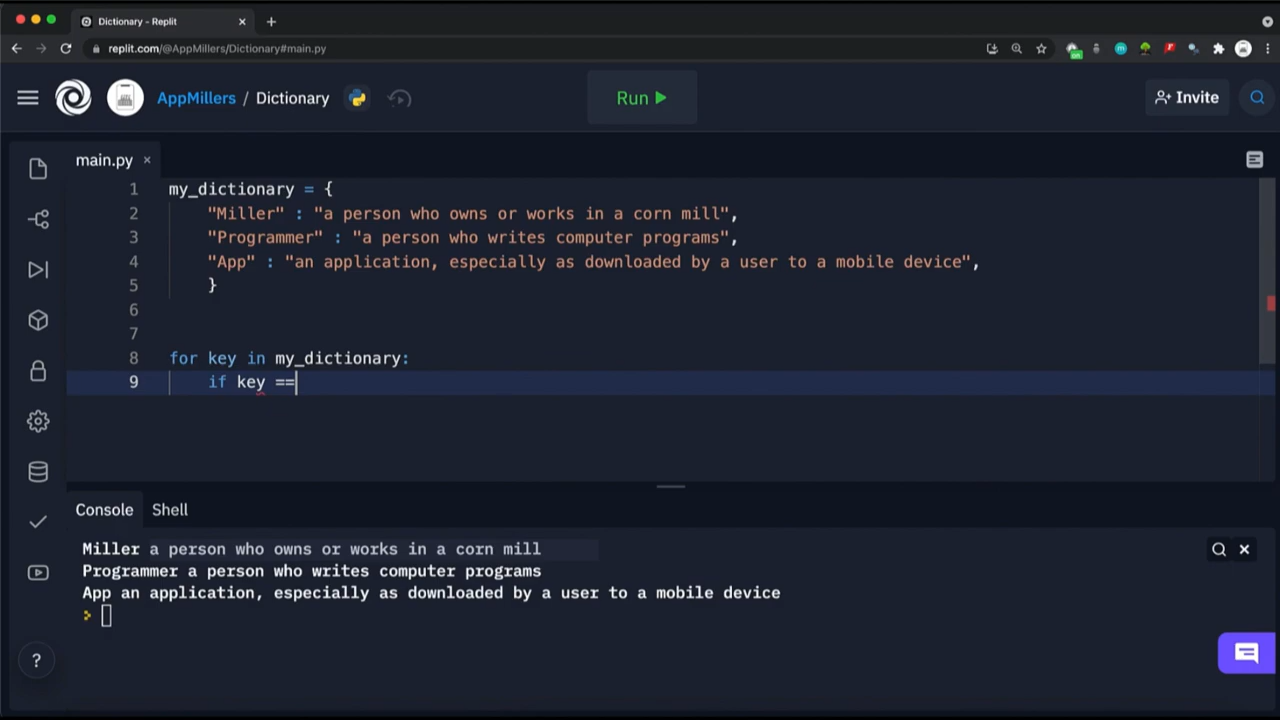 Dictionary - Replit
replit.com/@AppMillers/Dictionary#main.py
AppMillers / Dictionary
Run
Invite
main.py
1 my_dictionary = {
2 "Miller" : "a person who owns or works in a corn mill",
3 "Programmer" : "a person who writes computer programs",
4 "App" : "an application, especially as downloaded by a user to a mobile device",
5 }
6
7
8 for key in my_dictionary:
9 if key ==
Console Shell
Miller a person who owns or works in a corn mill
Programmer a person who writes computer programs
App an application, especially as downloaded by a user to a mobile device
>
?